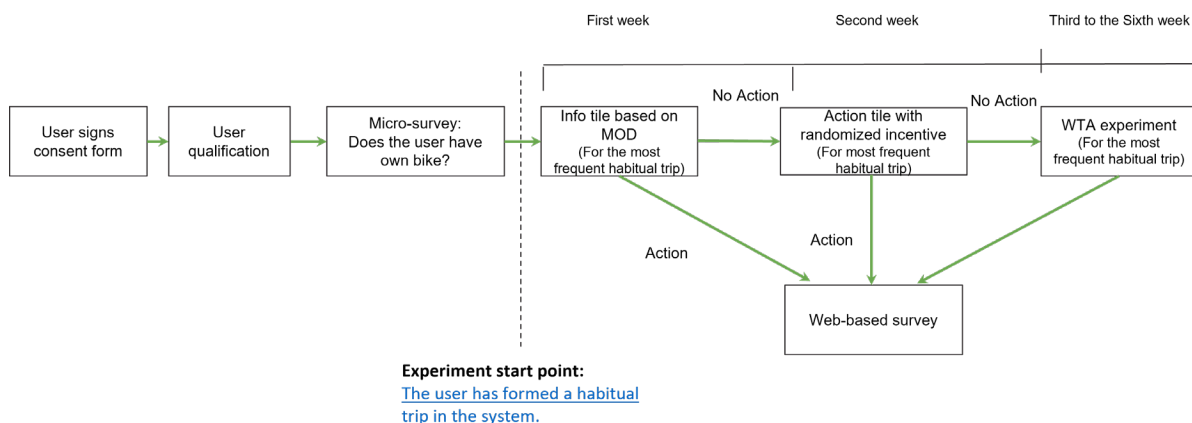 First week
Second week
Third to the Sixth week
User signs
consent form
User
qualification
Micro-survey:
Does the user have
own bike?
Info tile based on
MOD
(For the most
frequent habitual trip)
No Action
Action tile with
randomized incentive
(For most frequent
habitual trip)
No Action
WTA experiment
(For the most
frequent habitual trip)
Action
Action
Web-based survey
Experiment start point:
The user has formed a habitual
trip in the system.